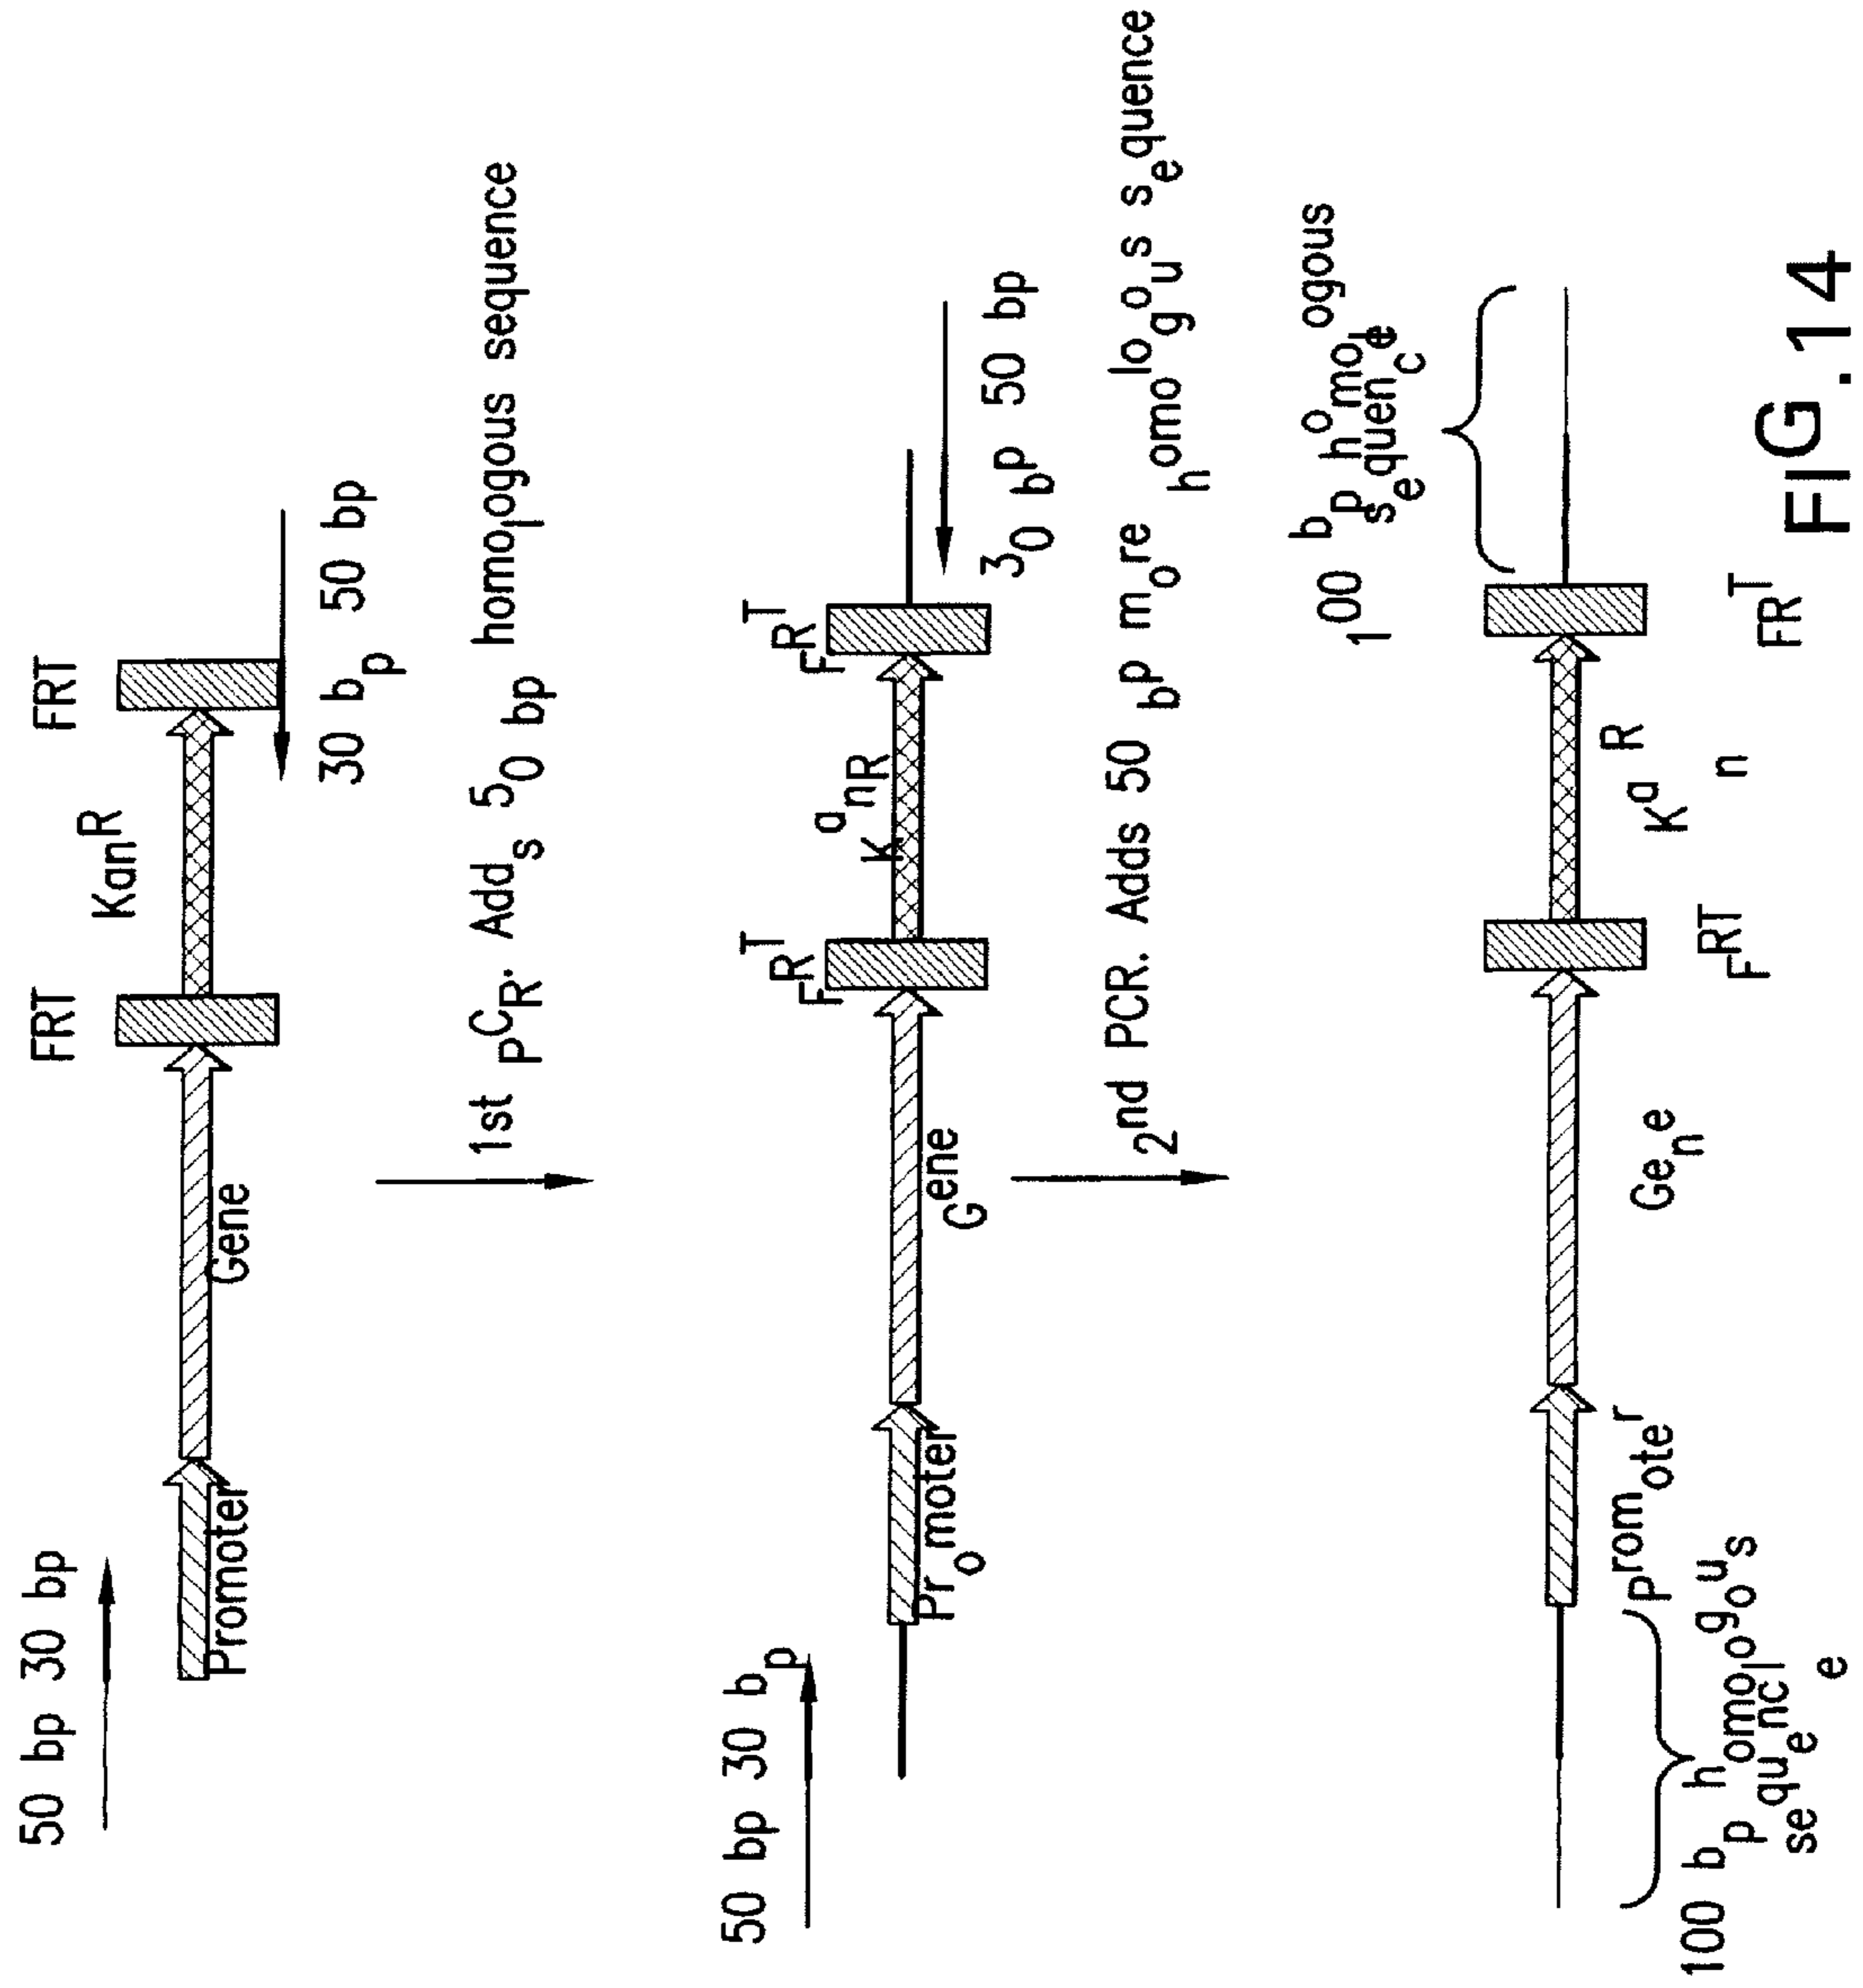 50 bp 30 bp
FRT
FRT
KanR
Promoter
Gene
30 bp 50 bp
1st PCR. Adds 50 bp homologous sequence
50 bp 30 bp
FRT
FRT
KanR
Promoter
Gene
30 bp 50 bp
2nd PCR. Adds 50 bp more homologous sequence
100 bp homologous
sequence
Promoter
Gene
FRT
KanR
FRT
100 bp homologous
sequence
FIG.14